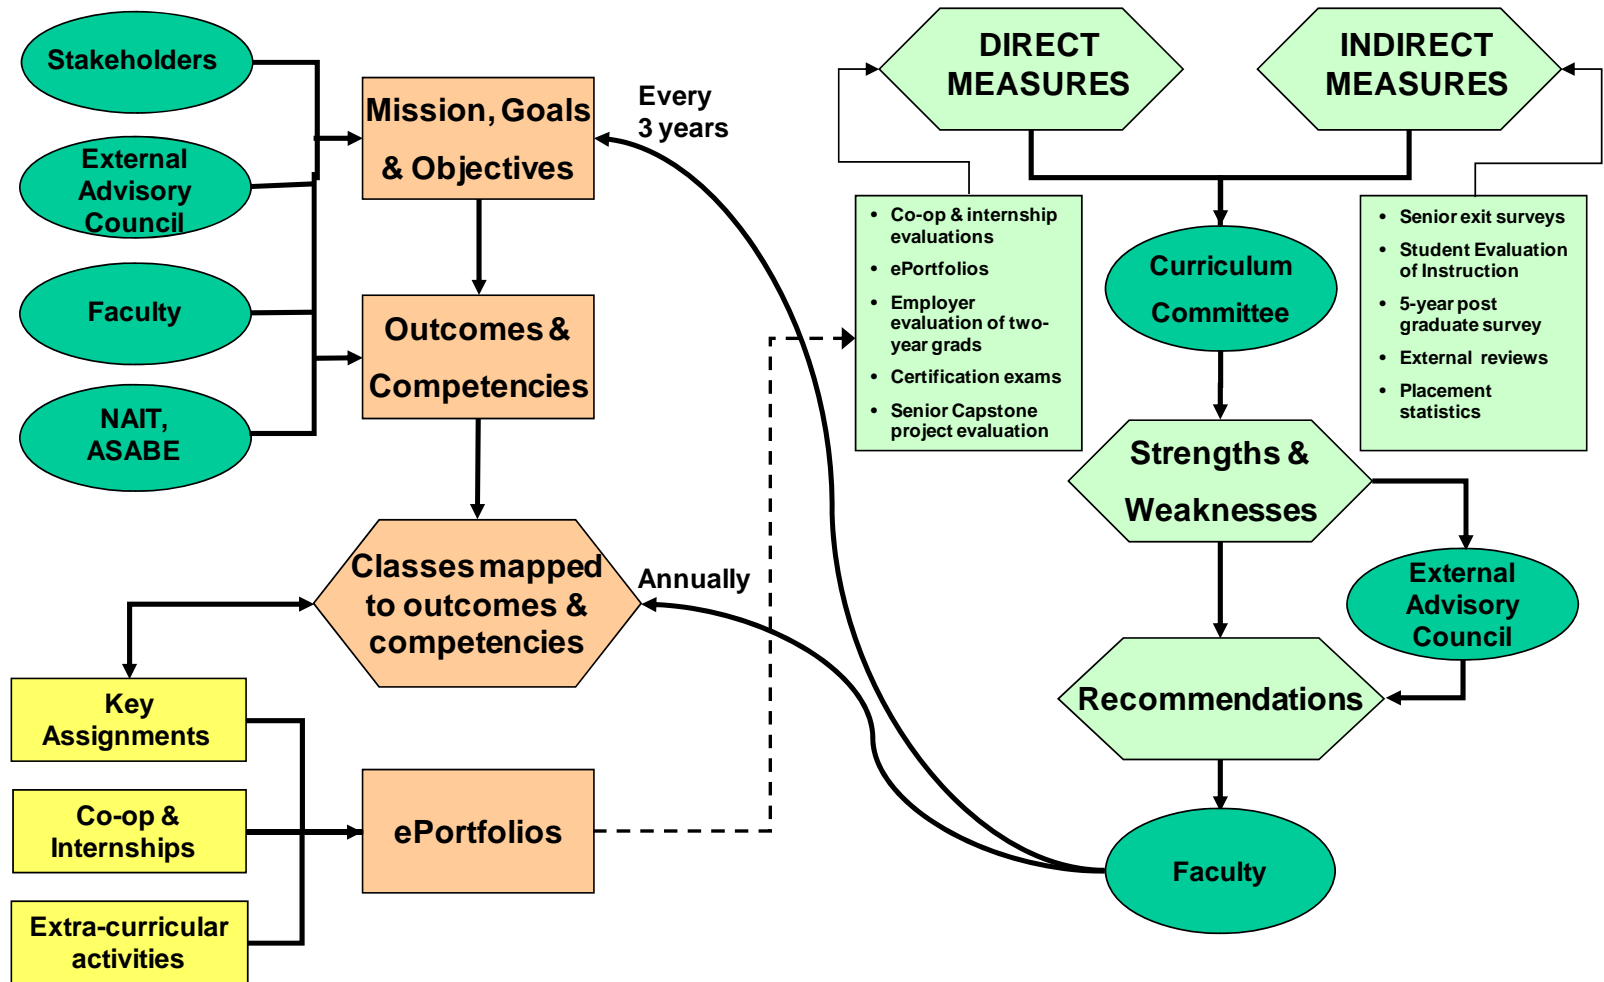 Stakeholders
External
Advisory
Council
Faculty
NAIT,
ASABE
Mission, Goals
& Objectives
Outcomes &
Competencies
Classes mapped
to outcomes &
competencies
Key
Assignments
Co-op &
Internships
Extra-curricular
activities
ePortfolios
Every
3 years
Annually
DIRECT
MEASURES
INDIRECT
MEASURES
• Co-op & internship
evaluations
• ePortfolios
• Employer
evaluation of two-
year grads
• Certification exams
• Senior Capstone
project evaluation
Curriculum
Committee
• Senior exit surveys
• Student Evaluation
of Instruction
• 5-year post
graduate survey
• External reviews
• Placement
statistics
Strengths &
Weaknesses
External
Advisory
Council
Recommendations
Faculty